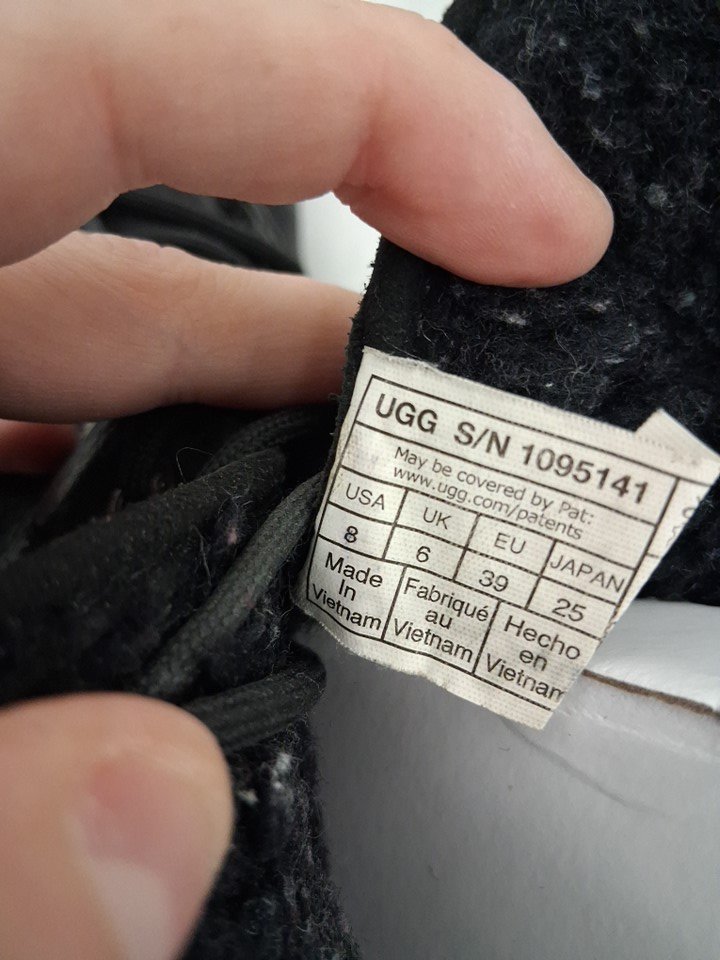 UGG S/N 1095141
May be covered by Pat:
www.ugg.com/patents
USA UK EU JAPAN
8 6 39 25
Made
In
Vietnam
Fabriqué
au
Vietnam
Hecho
en
Vietnam